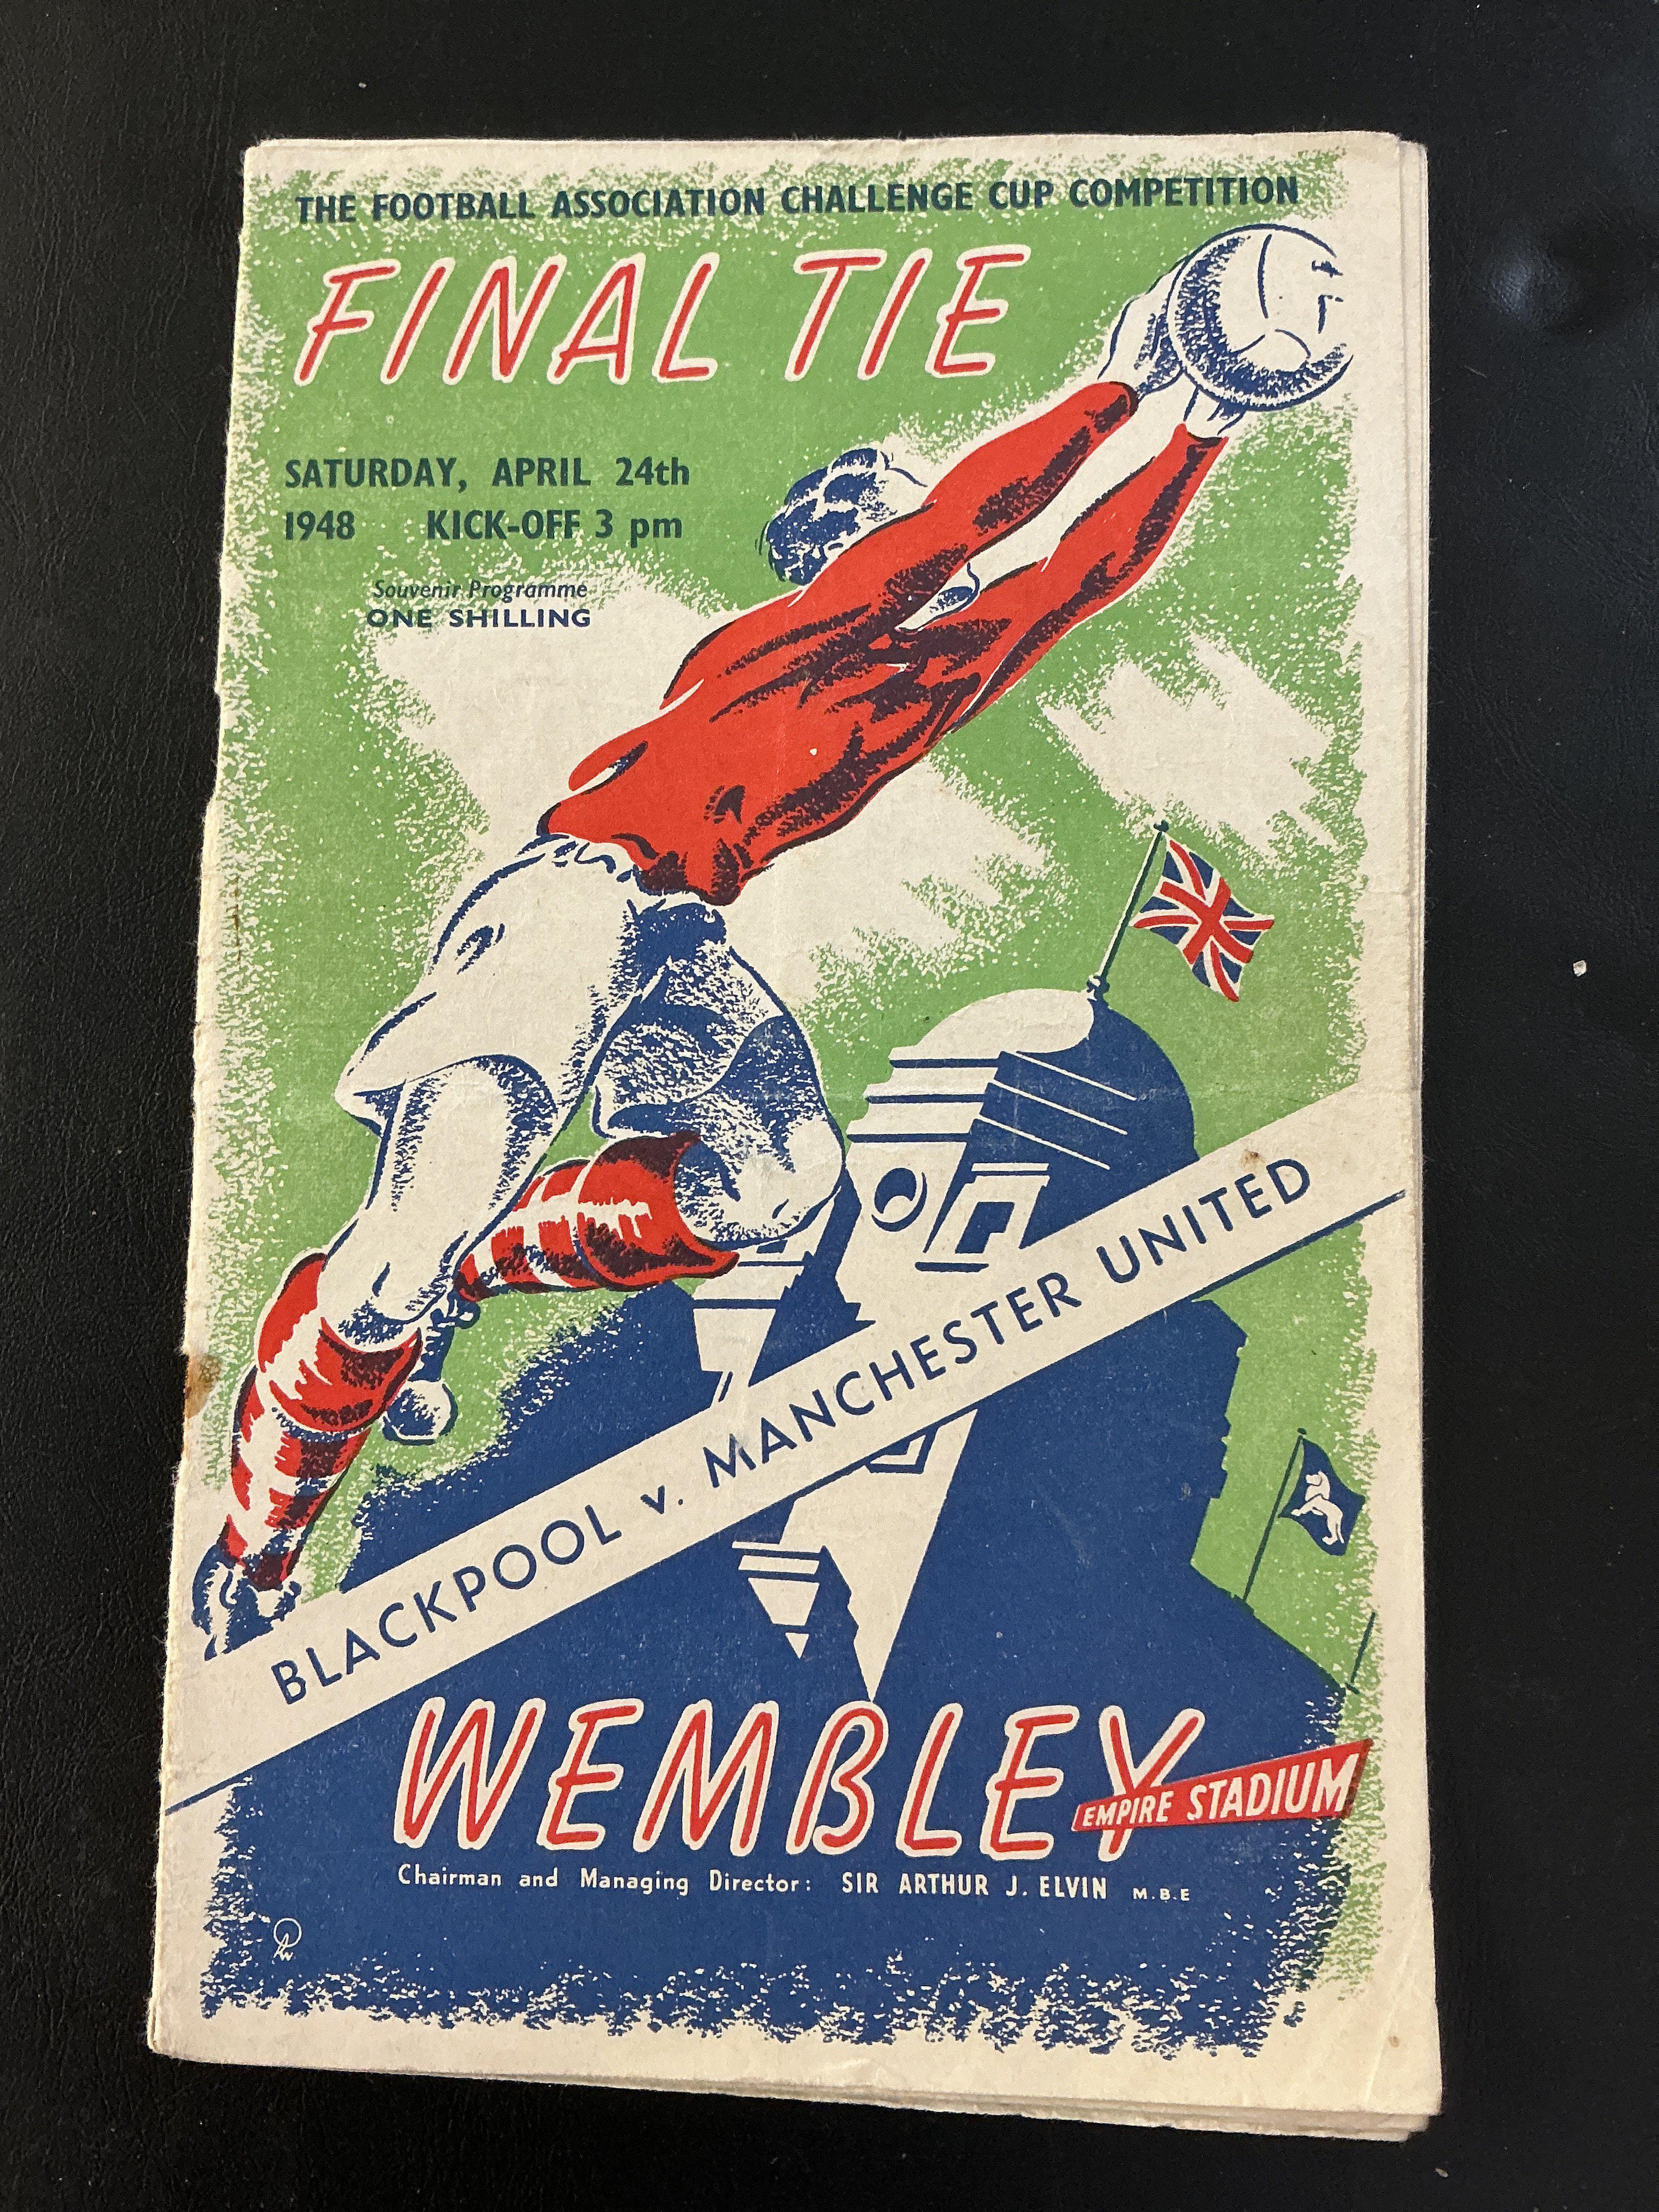 THE FOOTBALL ASSOCIATION CHALLENGE CUP COMPETITION
FINAL TIE
SATURDAY, APRIL 24th
1948 KICK-OFF 3 pm
Souvenir Programme
ONE SHILLING
BLACKPOOL v. MANCHESTER UNITED
WEMBLEY
EMPIRE STADIUM
Chairman and Managing Director: SIR ARTHUR J. ELVIN M.B.E